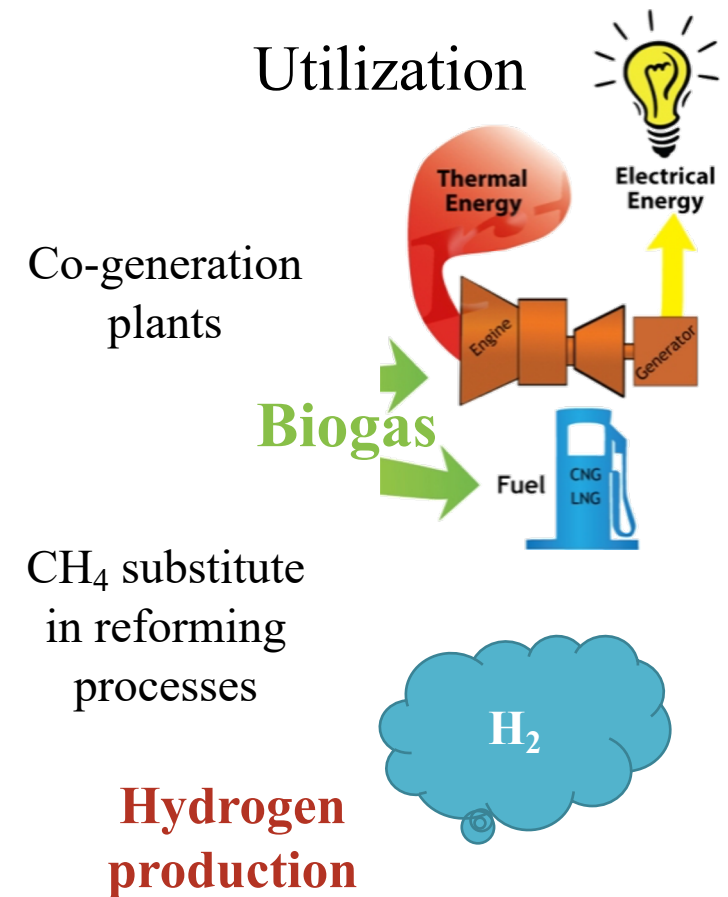 Utilization
Thermal
Energy
Electrical
Energy
Co-generation
plants
Engine
Generator
Biogas
Fuel
CNG
LNG
CH₄ substitute
in reforming
processes
H₂
Hydrogen
production